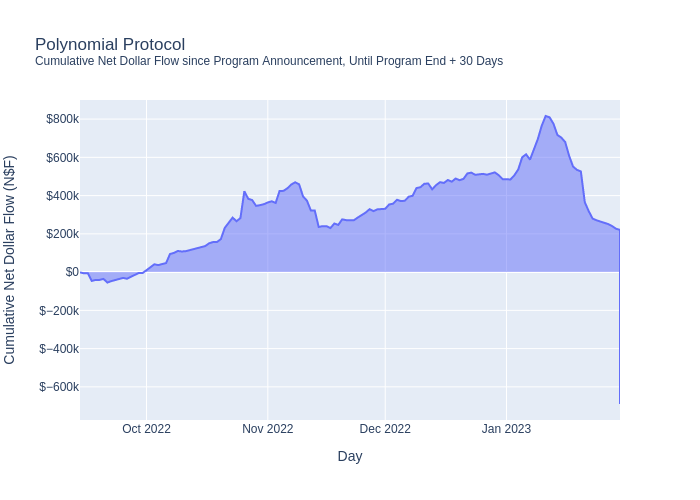 Polynomial Protocol
Cumulative Net Dollar Flow since Program Announcement, Until Program End + 30 Days
Cumulative Net Dollar Flow (N$F)
$800k
$600k
$400k
$200k
$0
$−200k
$−400k
$−600k
Oct 2022
Nov 2022
Dec 2022
Jan 2023
Day